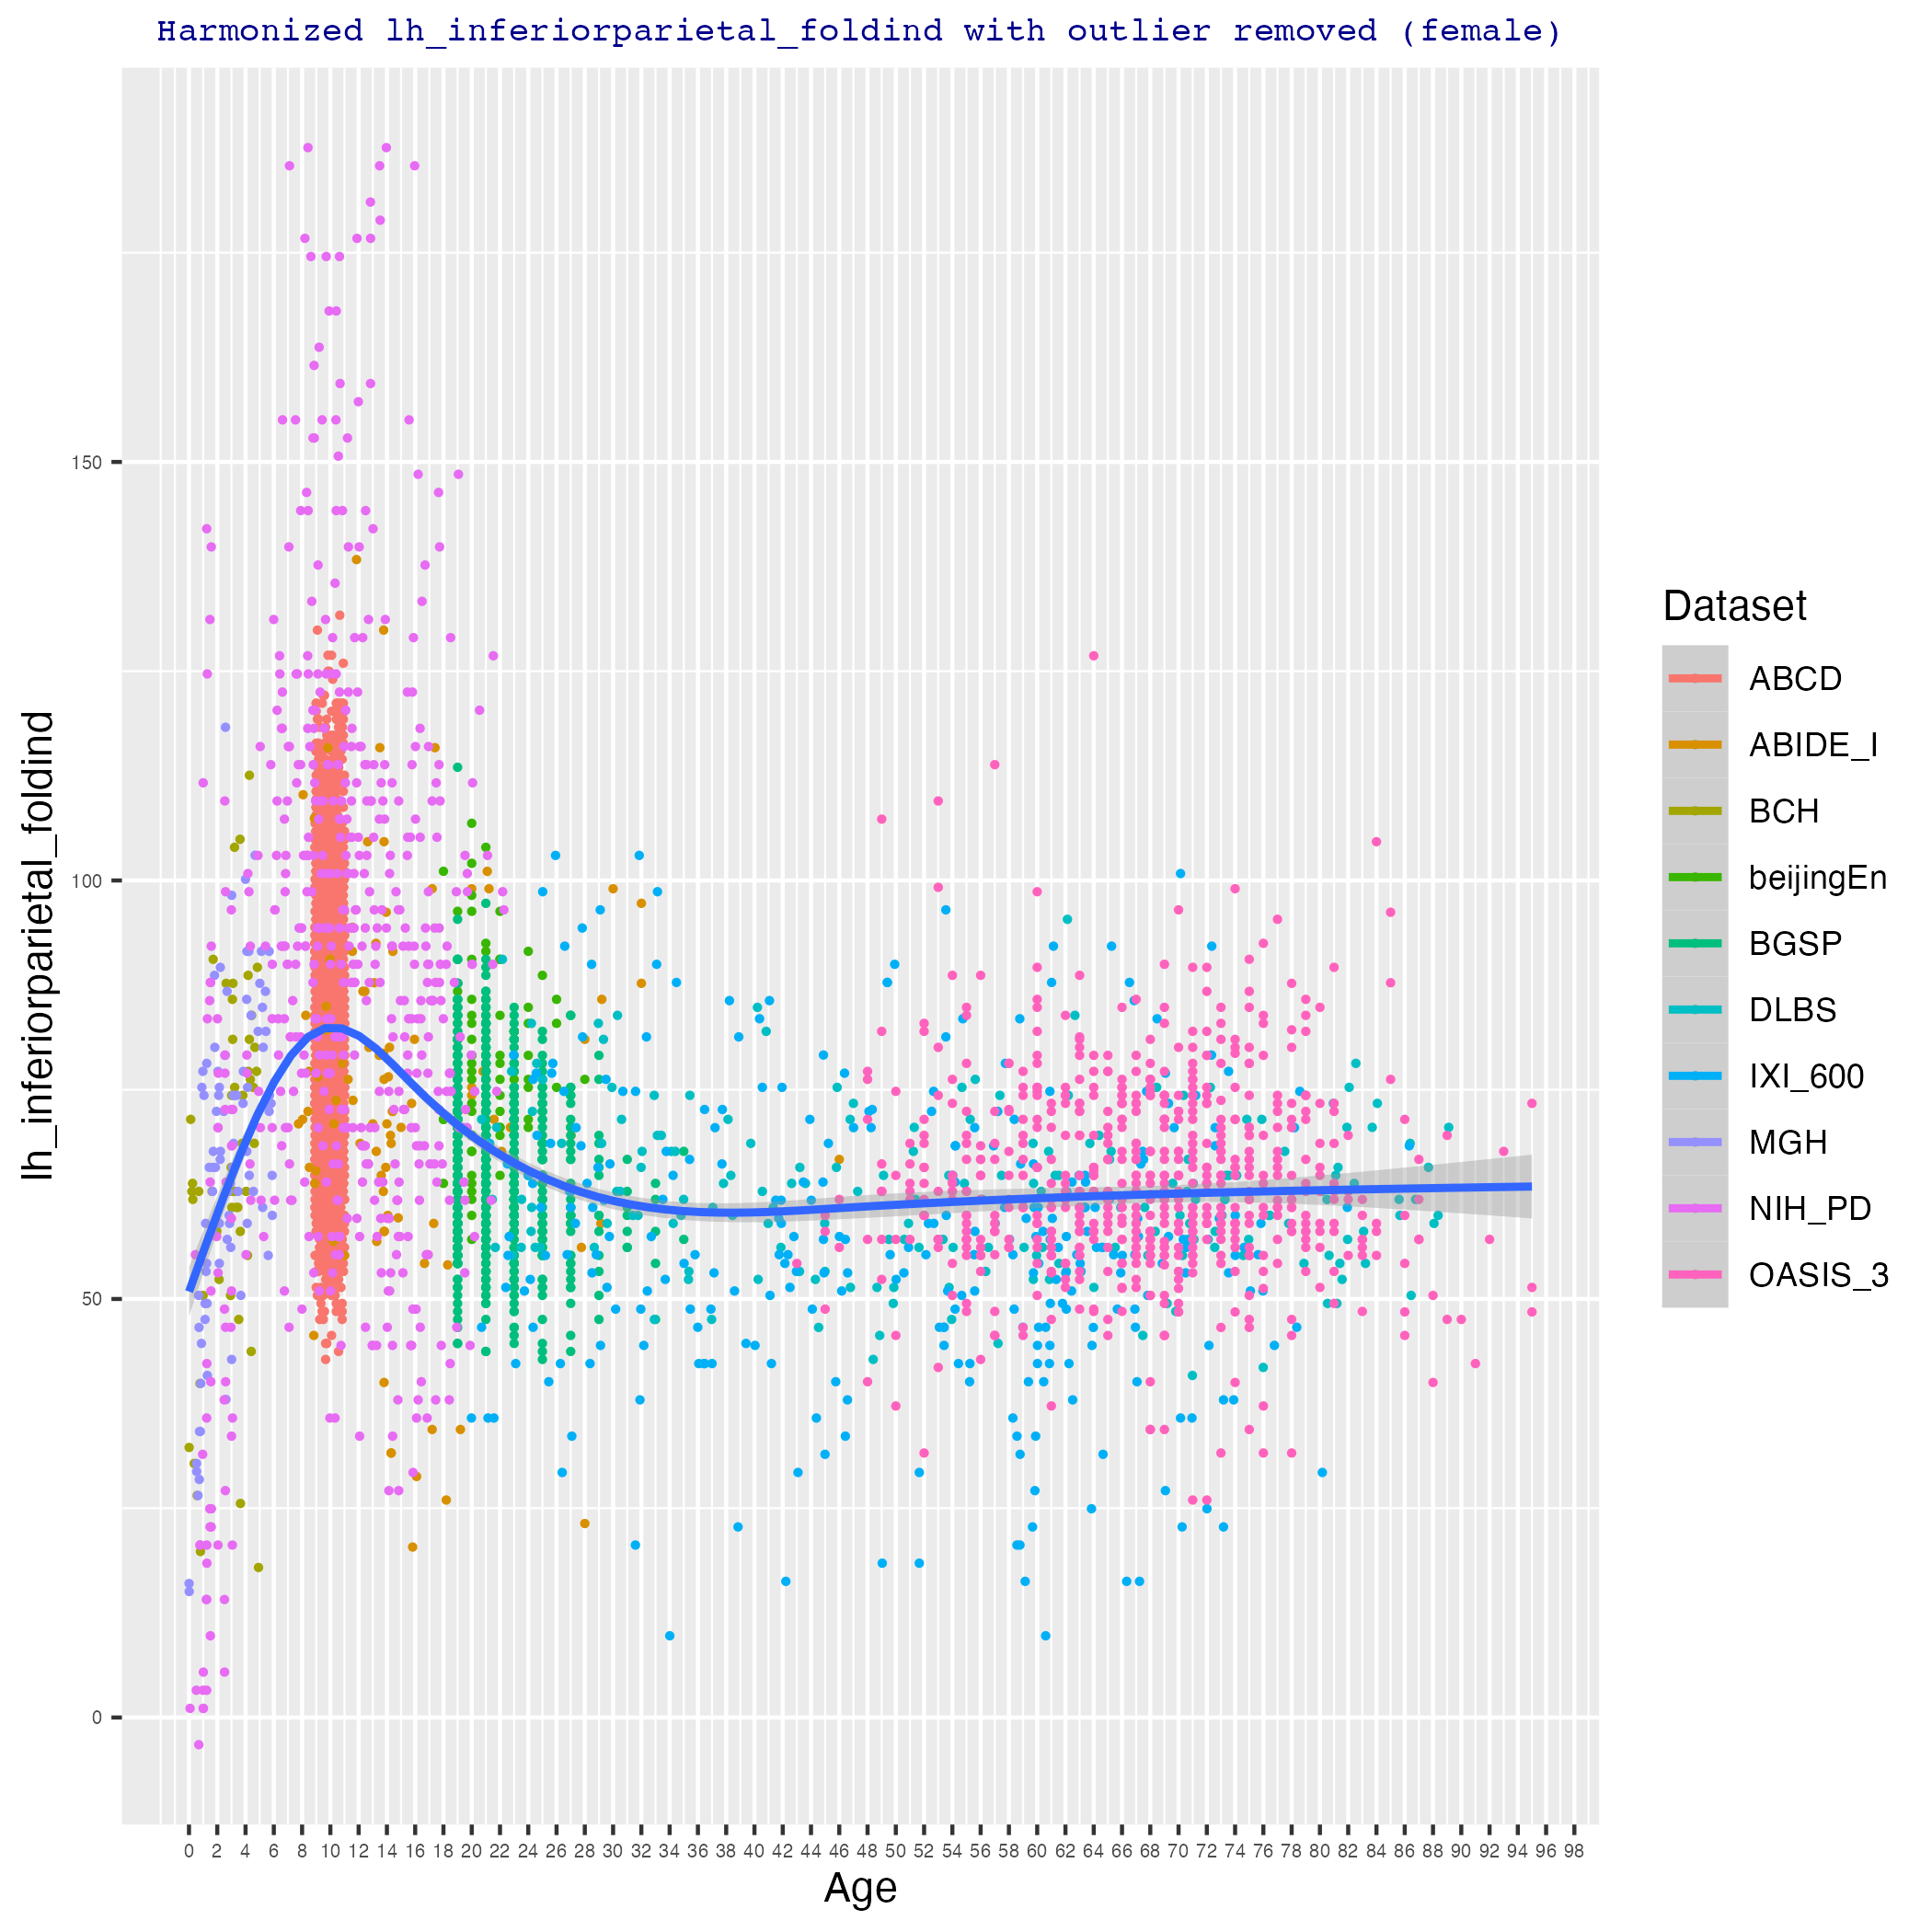 Harmonized lh_inferiorparietal_foldind with outlier removed (female)
lh_inferiorparietal_foldind
150
100
50
0
0 2 4 6 8 10 12 14 16 18 20 22 24 26 28 30 32 34 36 38 40 42 44 46 48 50 52 54 56 58 60 62 64 66 68 70 72 74 76 78 80 82 84 86 88 90 92 94 96 98
Age
Dataset
ABCD
ABIDE_I
BCH
beijingEn
BGSP
DLBS
IXI_600
MGH
NIH_PD
OASIS_3